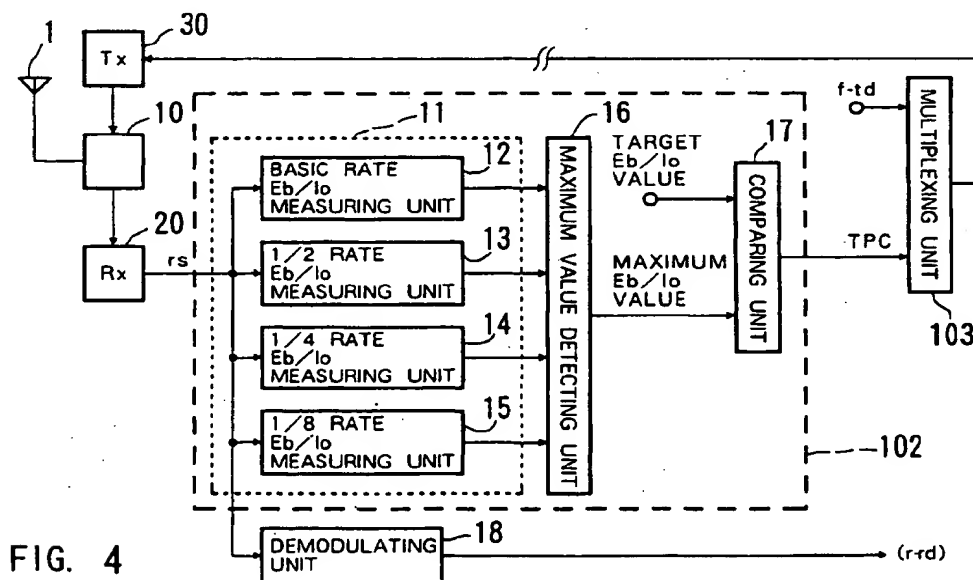 1
30
Tx
10
20
Rx
rs
11
12
BASIC RATE
Eb/Io
MEASURING UNIT
13
1/2 RATE
Eb/Io
MEASURING UNIT
14
1/4 RATE
Eb/Io
MEASURING UNIT
15
1/8 RATE
Eb/Io
MEASURING UNIT
16
MAXIMUM VALUE DETECTING UNIT
TARGET
Eb/Io
VALUE
MAXIMUM
Eb/Io
VALUE
17
COMPARING UNIT
f-td
TPC
MULTIPLEXING UNIT
103
102
18
DEMODULATING
UNIT
(r-rd)
FIG. 4